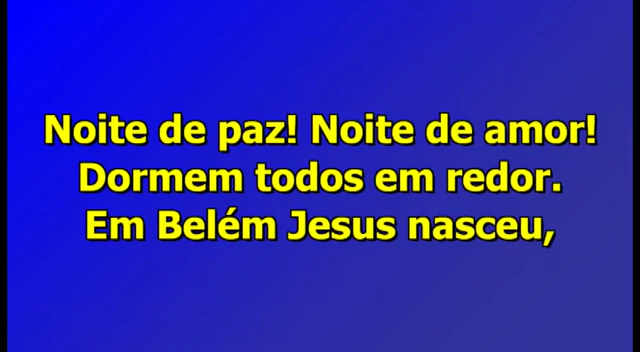 Noite de paz! Noite de amor!
Dormem todos em redor.
Em Belém Jesus nasceu,